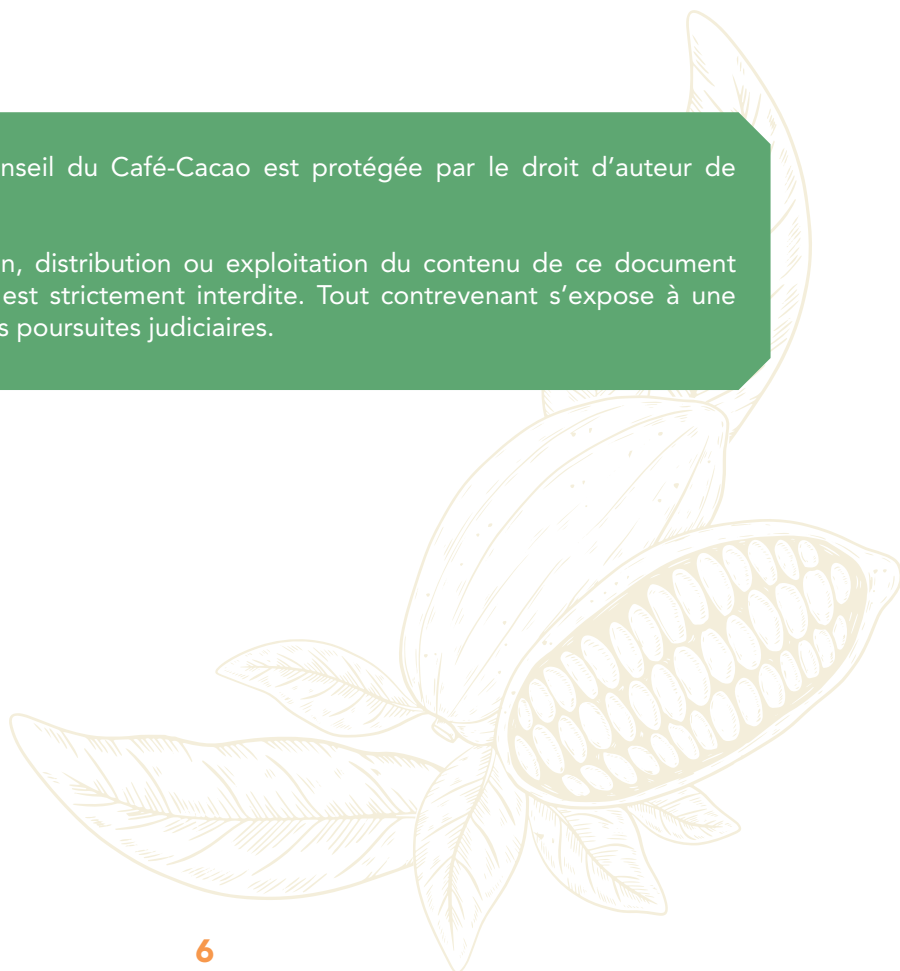 nseil du Café-Cacao est protégée par le droit d’auteur de
n, distribution ou exploitation du contenu de ce document
est strictement interdite. Tout contrevenant s’expose à une
s poursuites judiciaires.
6